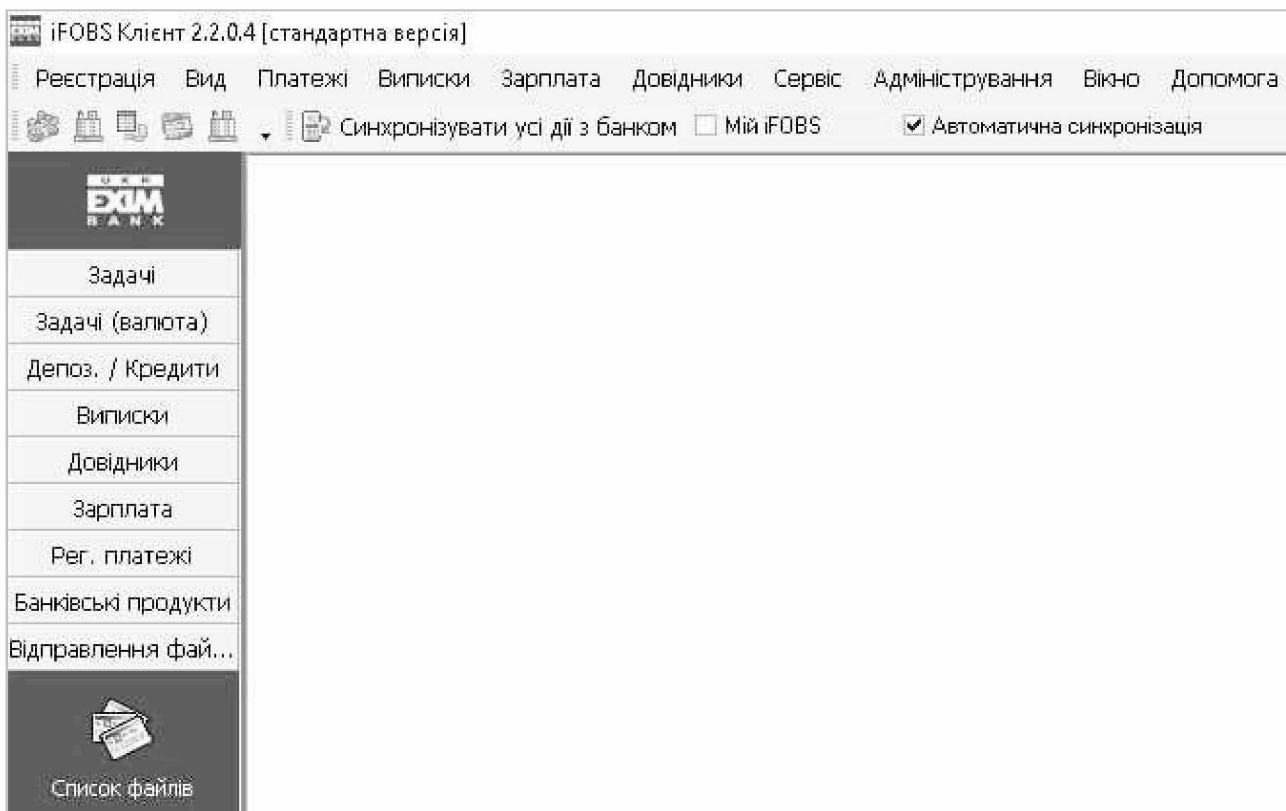 iFOBS Клієнт 2.2.0.4 [стандартна версія]
Реєстрація Вид Платежі Виписки Зарплата Довідники Сервіс Адміністрування Вікно Допомога
Синхронізувати усі дії з банком Мій iFOBS Автоматична синхронізація
UKR
EXIM
BANK
Задачі
Задачі (валюта)
Депоз. / Кредити
Виписки
Довідники
Зарплата
Рег. платежі
Банківські продукти
Відправлення фай...
Список файлів